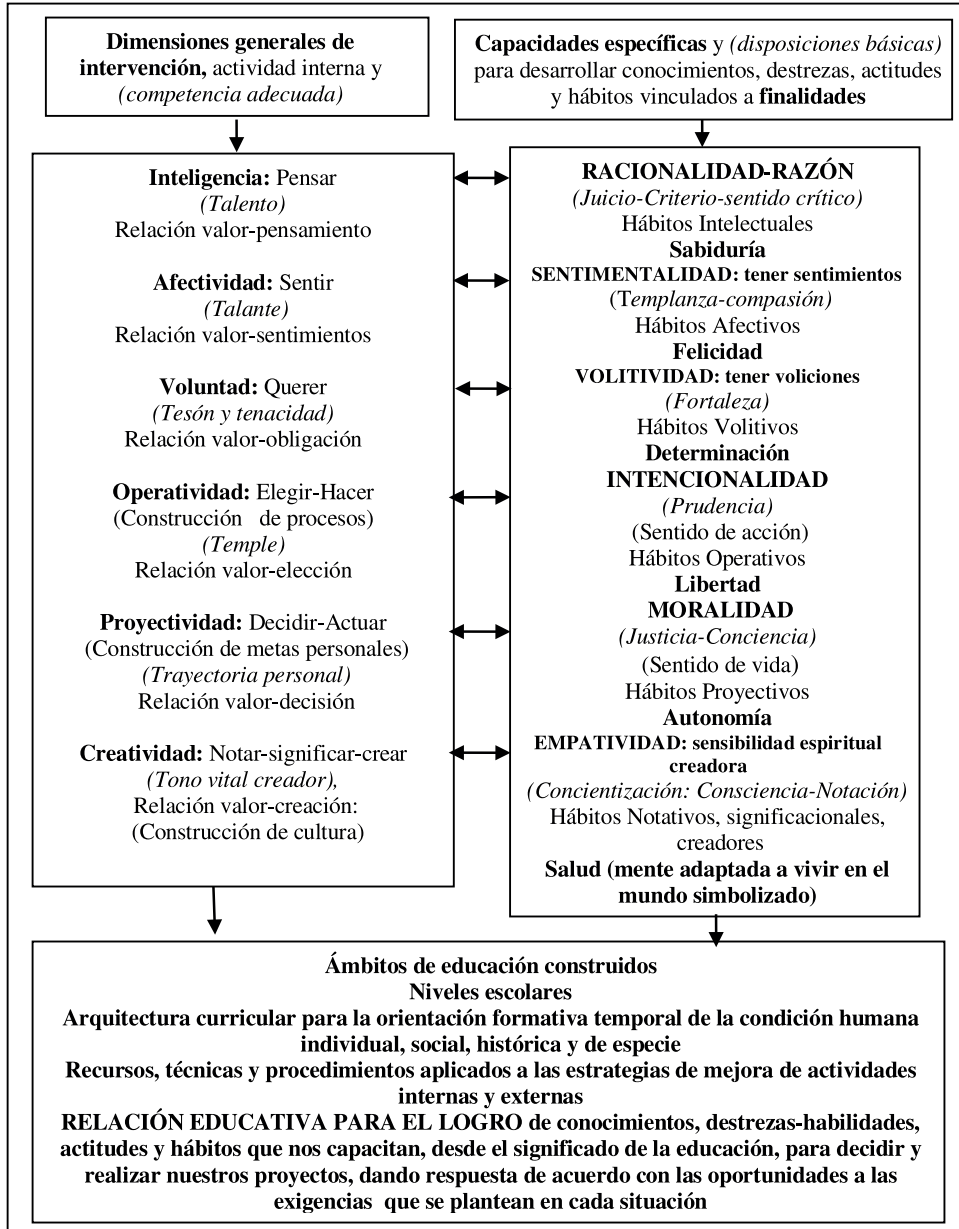 Dimensiones generales de
intervención, actividad interna y
(competencia adecuada)
Capacidades específicas y (disposiciones básicas)
para desarrollar conocimientos, destrezas, actitudes
y hábitos vinculados a finalidades
Inteligencia: Pensar
(Talento)
Relación valor-pensamiento
Afectividad: Sentir
(Talante)
Relación valor-sentimientos
Voluntad: Querer
(Tesón y tenacidad)
Relación valor-obligación
Operatividad: Elegir-Hacer
(Construcción de procesos)
(Temple)
Relación valor-elección
Proyectividad: Decidir-Actuar
(Construcción de metas personales)
(Trayectoria personal)
Relación valor-decisión
Creatividad: Notar-significar-crear
(Tono vital creador),
Relación valor-creación:
(Construcción de cultura)
RACIONALIDAD-RAZÓN
(Juicio-Criterio-sentido crítico)
Hábitos Intelectuales
Sabiduría
SENTIMENTALIDAD: tener sentimientos
(Templanza-compasión)
Hábitos Afectivos
Felicidad
VOLITIVIDAD: tener voliciones
(Fortaleza)
Hábitos Volitivos
Determinación
INTENCIONALIDAD
(Prudencia)
(Sentido de acción)
Hábitos Operativos
Libertad
MORALIDAD
(Justicia-Conciencia)
(Sentido de vida)
Hábitos Proyectivos
Autonomía
EMPATIVIDAD: sensibilidad espiritual
creadora
(Concientización: Consciencia-Notación)
Hábitos Notativos, significacionales,
creadores
Salud (mente adaptada a vivir en el
mundo simbolizado)
Ámbitos de educación construidos
Niveles escolares
Arquitectura curricular para la orientación formativa temporal de la condición humana
individual, social, histórica y de especie
Recursos, técnicas y procedimientos aplicados a las estrategias de mejora de actividades
internas y externas
RELACIÓN EDUCATIVA PARA EL LOGRO de conocimientos, destrezas-habilidades,
actitudes y hábitos que nos capacitan, desde el significado de la educación, para decidir y
realizar nuestros proyectos, dando respuesta de acuerdo con las oportunidades a las
exigencias que se plantean en cada situación